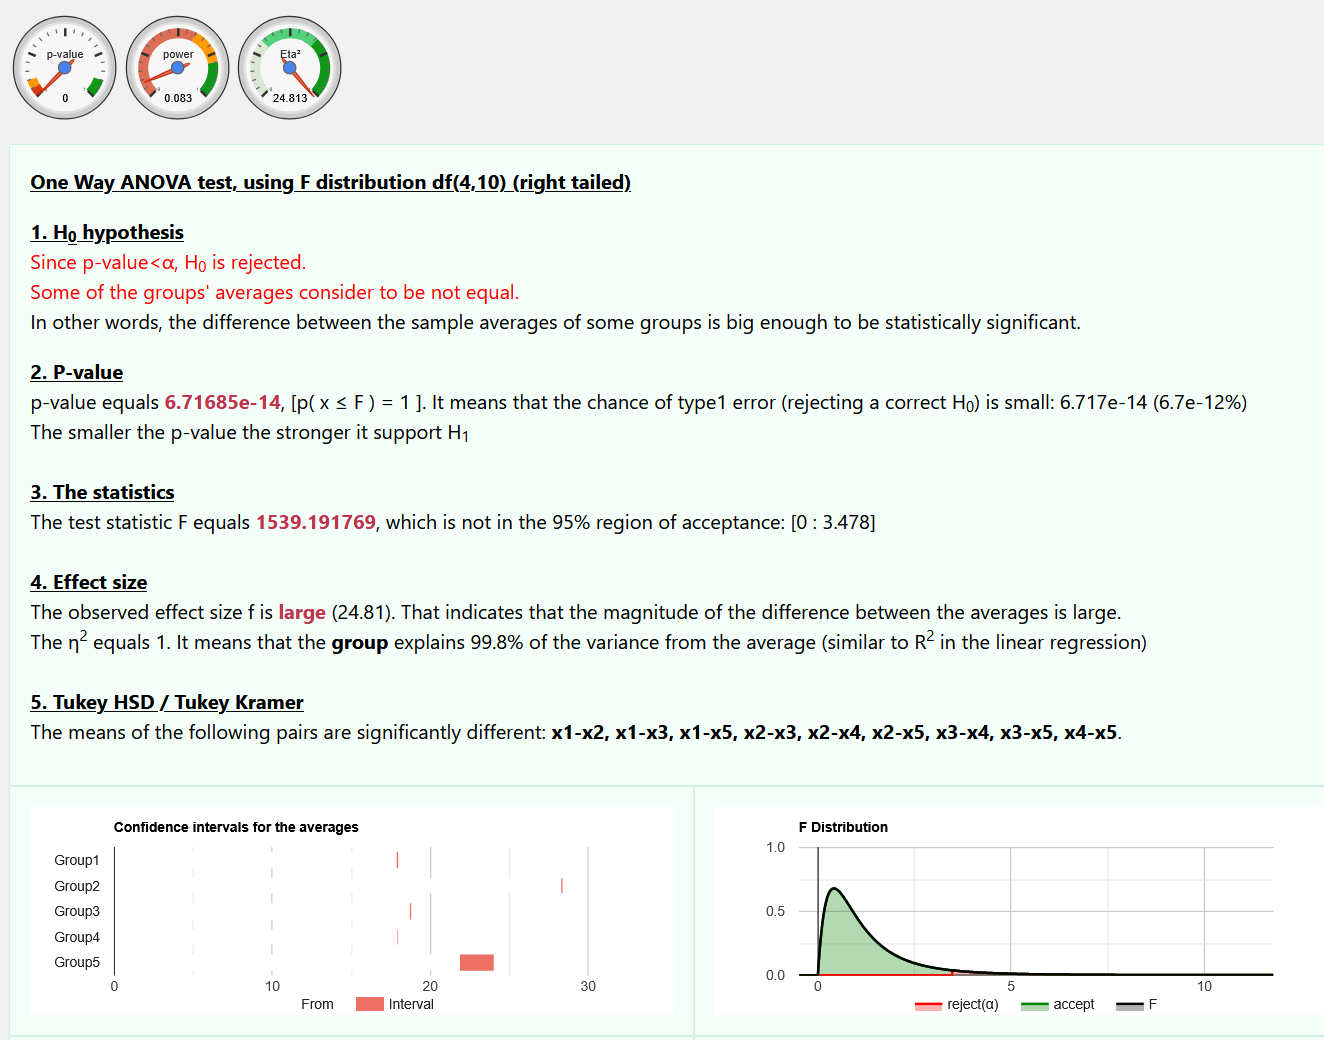 p-value
0
power
0.083
Eta²
24.813
One Way ANOVA test, using F distribution df(4,10) (right tailed)
1. H₀ hypothesis
Since p-value<α, H₀ is rejected.
Some of the groups' averages consider to be not equal.
In other words, the difference between the sample averages of some groups is big enough to be statistically significant.
2. P-value
p-value equals 6.71685e-14, [p( x ≤ F ) = 1 ]. It means that the chance of type1 error (rejecting a correct H₀) is small: 6.717e-14 (6.7e-12%)
The smaller the p-value the stronger it support H₁
3. The statistics
The test statistic F equals 1539.191769, which is not in the 95% region of acceptance: [0 : 3.478]
4. Effect size
The observed effect size f is large (24.81). That indicates that the magnitude of the difference between the averages is large.
The η² equals 1. It means that the group explains 99.8% of the variance from the average (similar to R² in the linear regression)
5. Tukey HSD / Tukey Kramer
The means of the following pairs are significantly different: x1-x2, x1-x3, x1-x5, x2-x3, x2-x4, x2-x5, x3-x4, x3-x5, x4-x5.
Confidence intervals for the averages
Group1
Group2
Group3
Group4
Group5
0 10 20 30
From Interval
F Distribution
1.0
0.5
0.0
0 5 10
reject(α) accept F